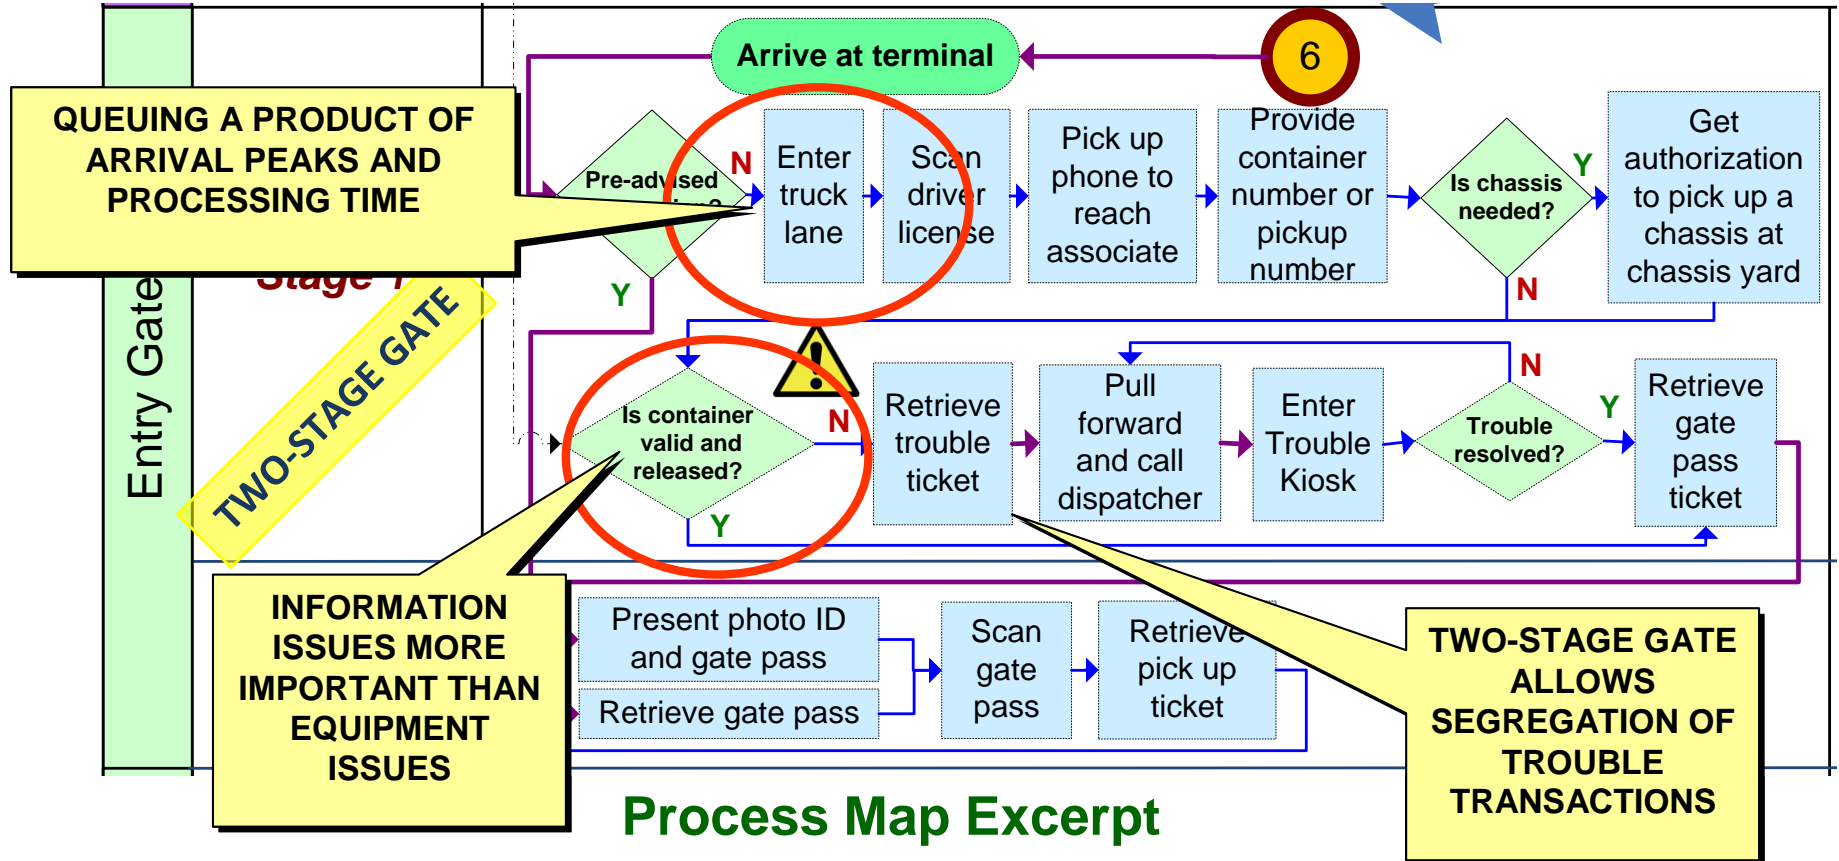 Arrive at terminal
6
QUEUING A PRODUCT OF
ARRIVAL PEAKS AND
PROCESSING TIME
Pre-advised
N
Y
Enter
truck
lane
Scan
driver
license
Pick up
phone to
reach
associate
Provide
container
number or
pickup
number
Is chassis
needed?
Y
N
Get
authorization
to pick up a
chassis at
chassis yard
Entry Gate
Stage
TWO-STAGE GATE
Is container
valid and
released?
N
Y
Retrieve
trouble
ticket
Pull
forward
and call
dispatcher
Enter
Trouble
Kiosk
Trouble
resolved?
N
Y
Retrieve
gate
pass
ticket
INFORMATION
ISSUES MORE
IMPORTANT THAN
EQUIPMENT
ISSUES
Present photo ID
and gate pass
Retrieve gate pass
Scan
gate
pass
Retrieve
pick up
ticket
TWO-STAGE GATE
ALLOWS
SEGREGATION OF
TROUBLE
TRANSACTIONS
Process Map Excerpt